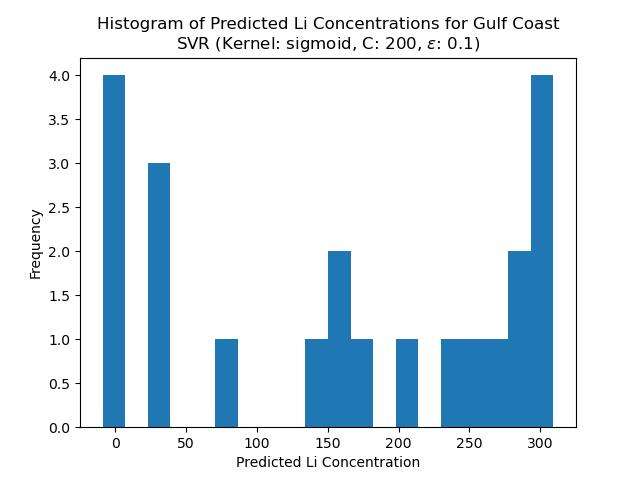 Histogram of Predicted Li Concentrations for Gulf Coast
SVR (Kernel: sigmoid, C: 200, ε: 0.1)
4.0
3.5
3.0
2.5
2.0
1.5
1.0
0.5
0.0
Frequency
0 50 100 150 200 250 300
Predicted Li Concentration